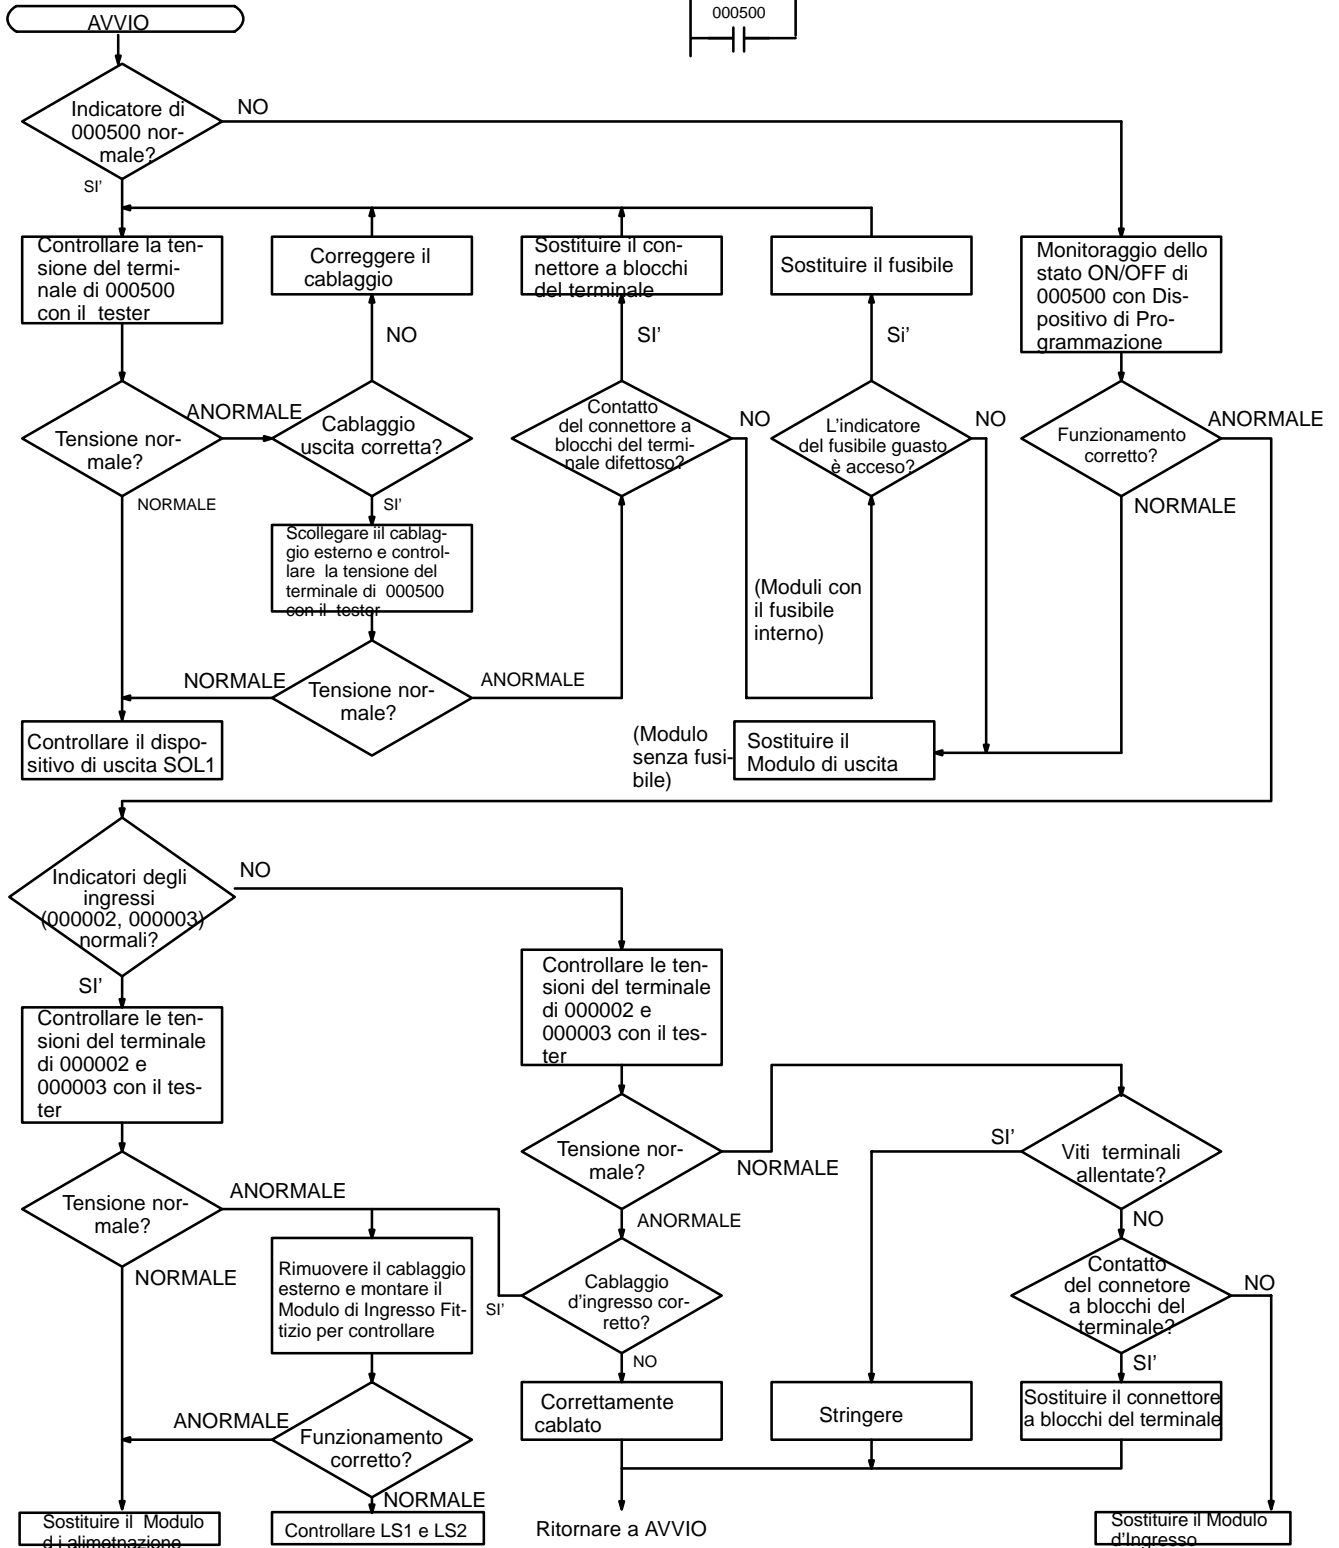 000500
AVVIO
Indicatore di
000500 nor-
male?
NO
SI'
Controllare la ten-
sione del termi-
nale di 000500
con il tester
Correggere il
cablaggio
Sostituire il con-
nettore a blocchi
del terminale
Sostituire il fusibile
Monitoraggio dello
stato ON/OFF di
000500 con Dis-
positivo di Pro-
grammazione
NO
SI'
Si'
Tensione nor-
male?
ANORMALE
Cablaggio
uscita corretta?
Contatto
del connettore a
blocchi del termi-
nale difettoso?
NO
L'indicatore
del fusibile guasto
è acceso?
NO
Funzionamento
corretto?
ANORMALE
NORMALE
SI'
NORMALE
Scollegare iil cablag-
gio esterno e control-
lare la tensione del
terminale di 000500
con il tester
(Moduli con
il fusibile
interno)
NORMALE
Tensione nor-
male?
ANORMALE
Controllare il dispo-
sitivo di uscita SOL1
(Modulo
senza fusi-
bile)
Sostituire il
Modulo di uscita
Indicatori degli
ingressi
(000002, 000003)
normali?
NO
SI'
Controllare le ten-
sioni del terminale
di 000002 e
000003 con il tes-
ter
Controllare le ten-
sioni del terminale
di 000002 e
000003 con il tes-
ter
Tensione nor-
male?
ANORMALE
NORMALE
Tensione nor-
male?
NORMALE
ANORMALE
SI'
Viti terminali
allentate?
NO
Rimuovere il cablaggio
esterno e montare il
Modulo di Ingresso Fit-
tizio per controllare
SI'
Cablaggio
d'ingresso cor-
retto?
NO
Contatto
del connetore
a blocchi del
terminale?
NO
SI'
ANORMALE
Funzionamento
corretto?
NORMALE
Correttamente
cablato
Stringere
Sostituire il connettore
a blocchi del terminale
Sostituire il Modulo
d i alimetnazione
Controllare LS1 e LS2
Ritornare a AVVIO
Sostituire il Modulo
d'Ingresso